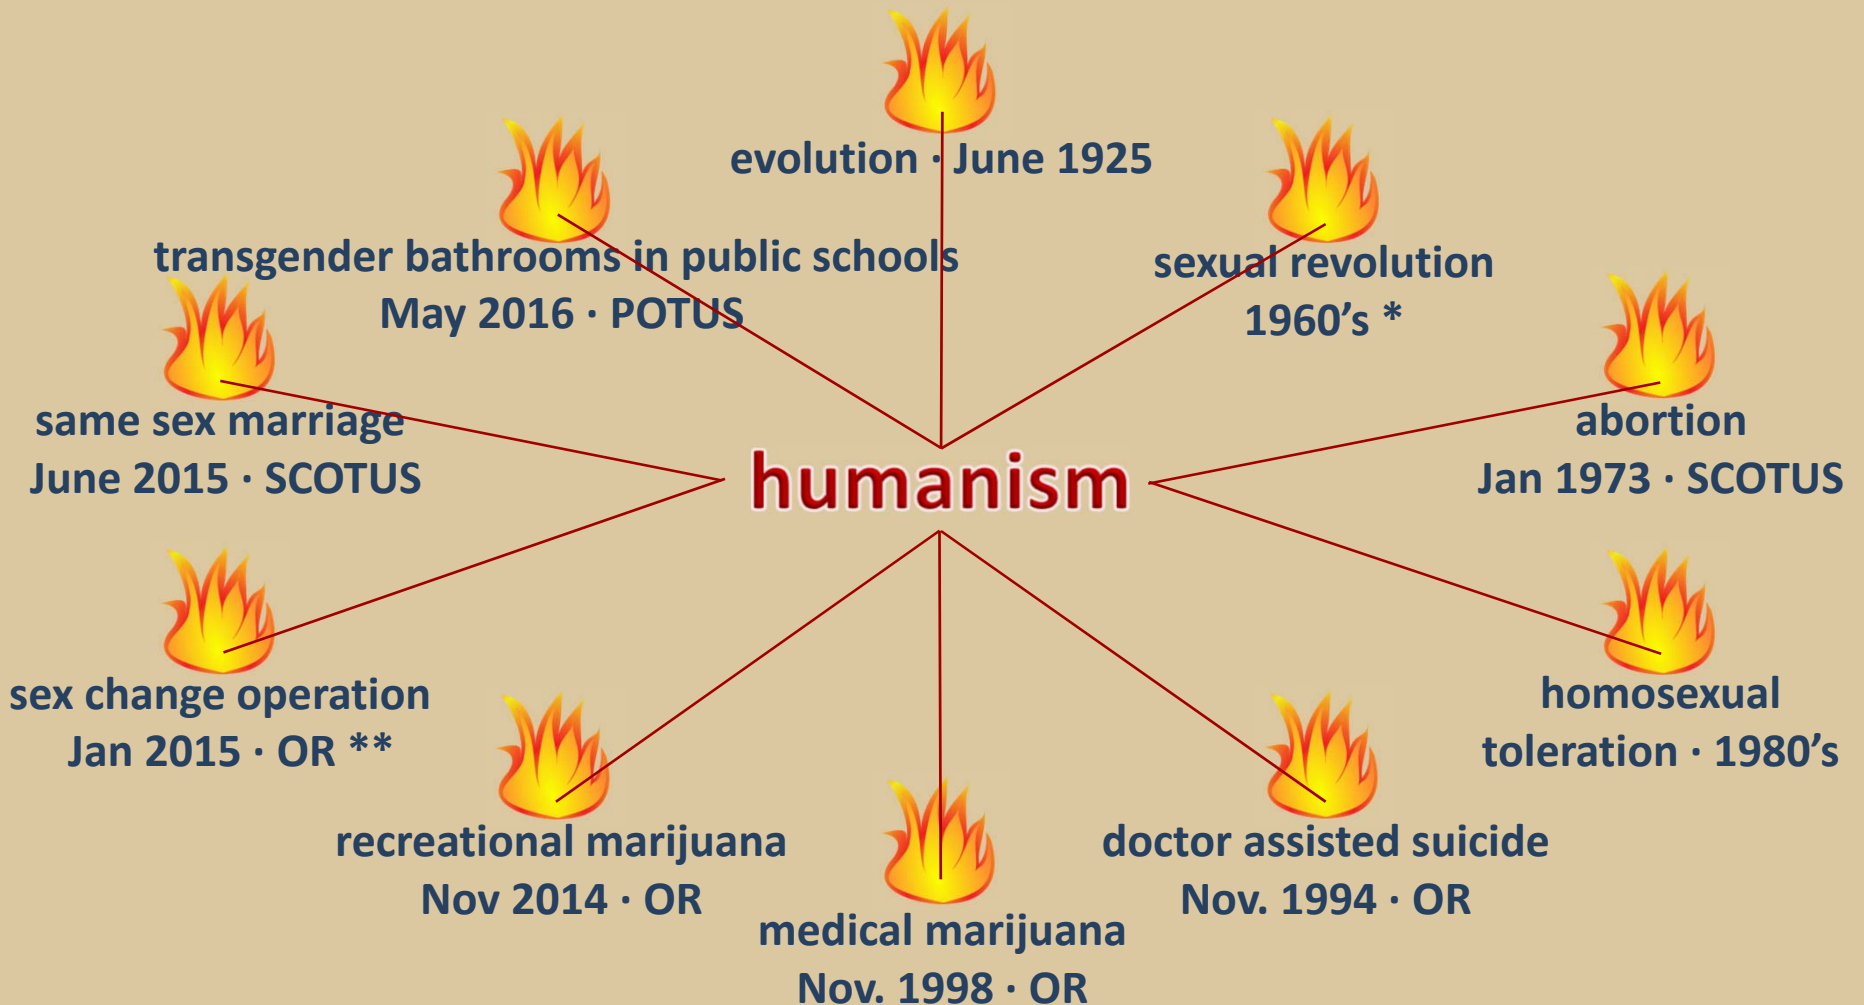 evolution · June 1925
transgender bathrooms in public schools
May 2016 · POTUS
sexual revolution
1960’s *
same sex marriage
June 2015 · SCOTUS
abortion
Jan 1973 · SCOTUS
humanism
sex change operation
Jan 2015 · OR **
homosexual
toleration · 1980’s
recreational marijuana
Nov 2014 · OR
doctor assisted suicide
Nov. 1994 · OR
medical marijuana
Nov. 1998 · OR